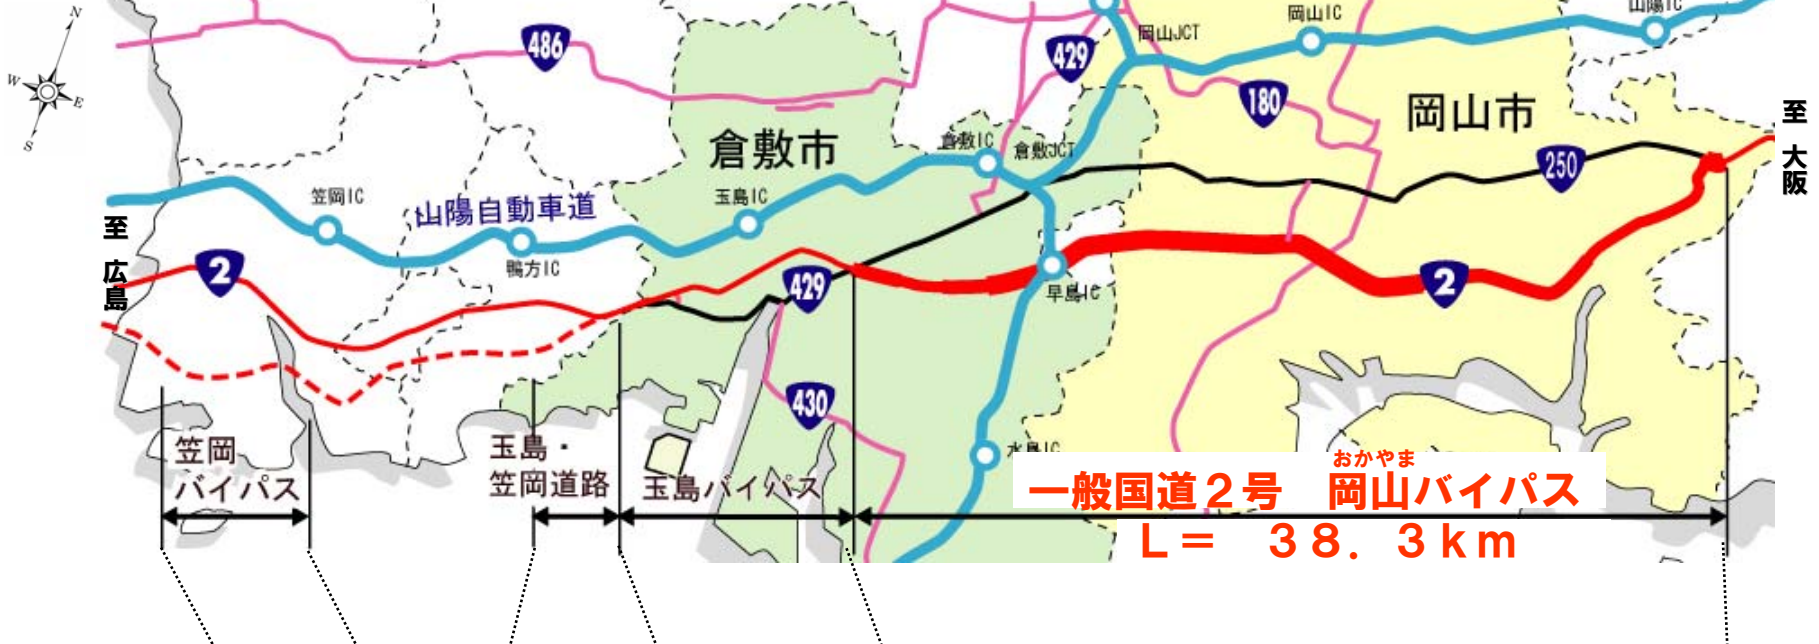 山陽IC
岡山IC
岡山JCT
N
W
E
S
486
429
180
岡山市
至 大阪
倉敷市
倉敷IC
倉敷JCT
250
笠岡IC
山陽自動車道
玉島IC
至 広島
2
鴨方IC
429
早島IC
2
430
水島IC
笠岡
バイパス
玉島・
笠岡道路
玉島バイパス
おかやま
一般国道2号 岡山バイパス
L= 38.3km